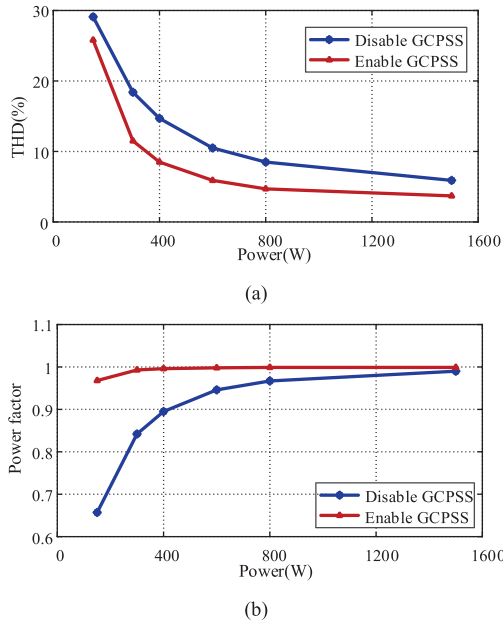 30
20
10
0
THD(%)
Disable GCPSS
Enable GCPSS
0 400 800 1200 1600
Power(W)
(a)
1.1
1
0.9
0.8
0.7
0.6
Power factor
Disable GCPSS
Enable GCPSS
0 400 800 1200 1600
Power(W)
(b)